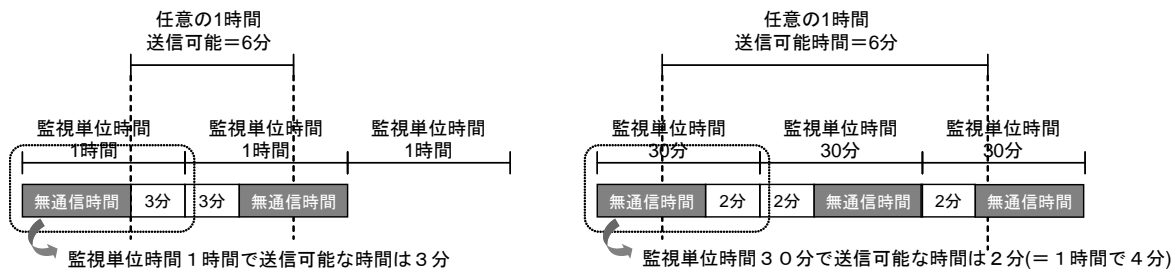 任意の1時間
送信可能＝6分
監視単位時間
1時間
監視単位時間
1時間
監視単位時間
1時間
無通信時間
3分
3分
無通信時間
監視単位時間１時間で送信可能な時間は３分
任意の1時間
送信可能時間＝6分
監視単位時間
30分
監視単位時間
30分
監視単位時間
30分
無通信時間
2分
2分
無通信時間
2分
無通信時間
監視単位時間３０分で送信可能な時間は２分(=１時間で４分)